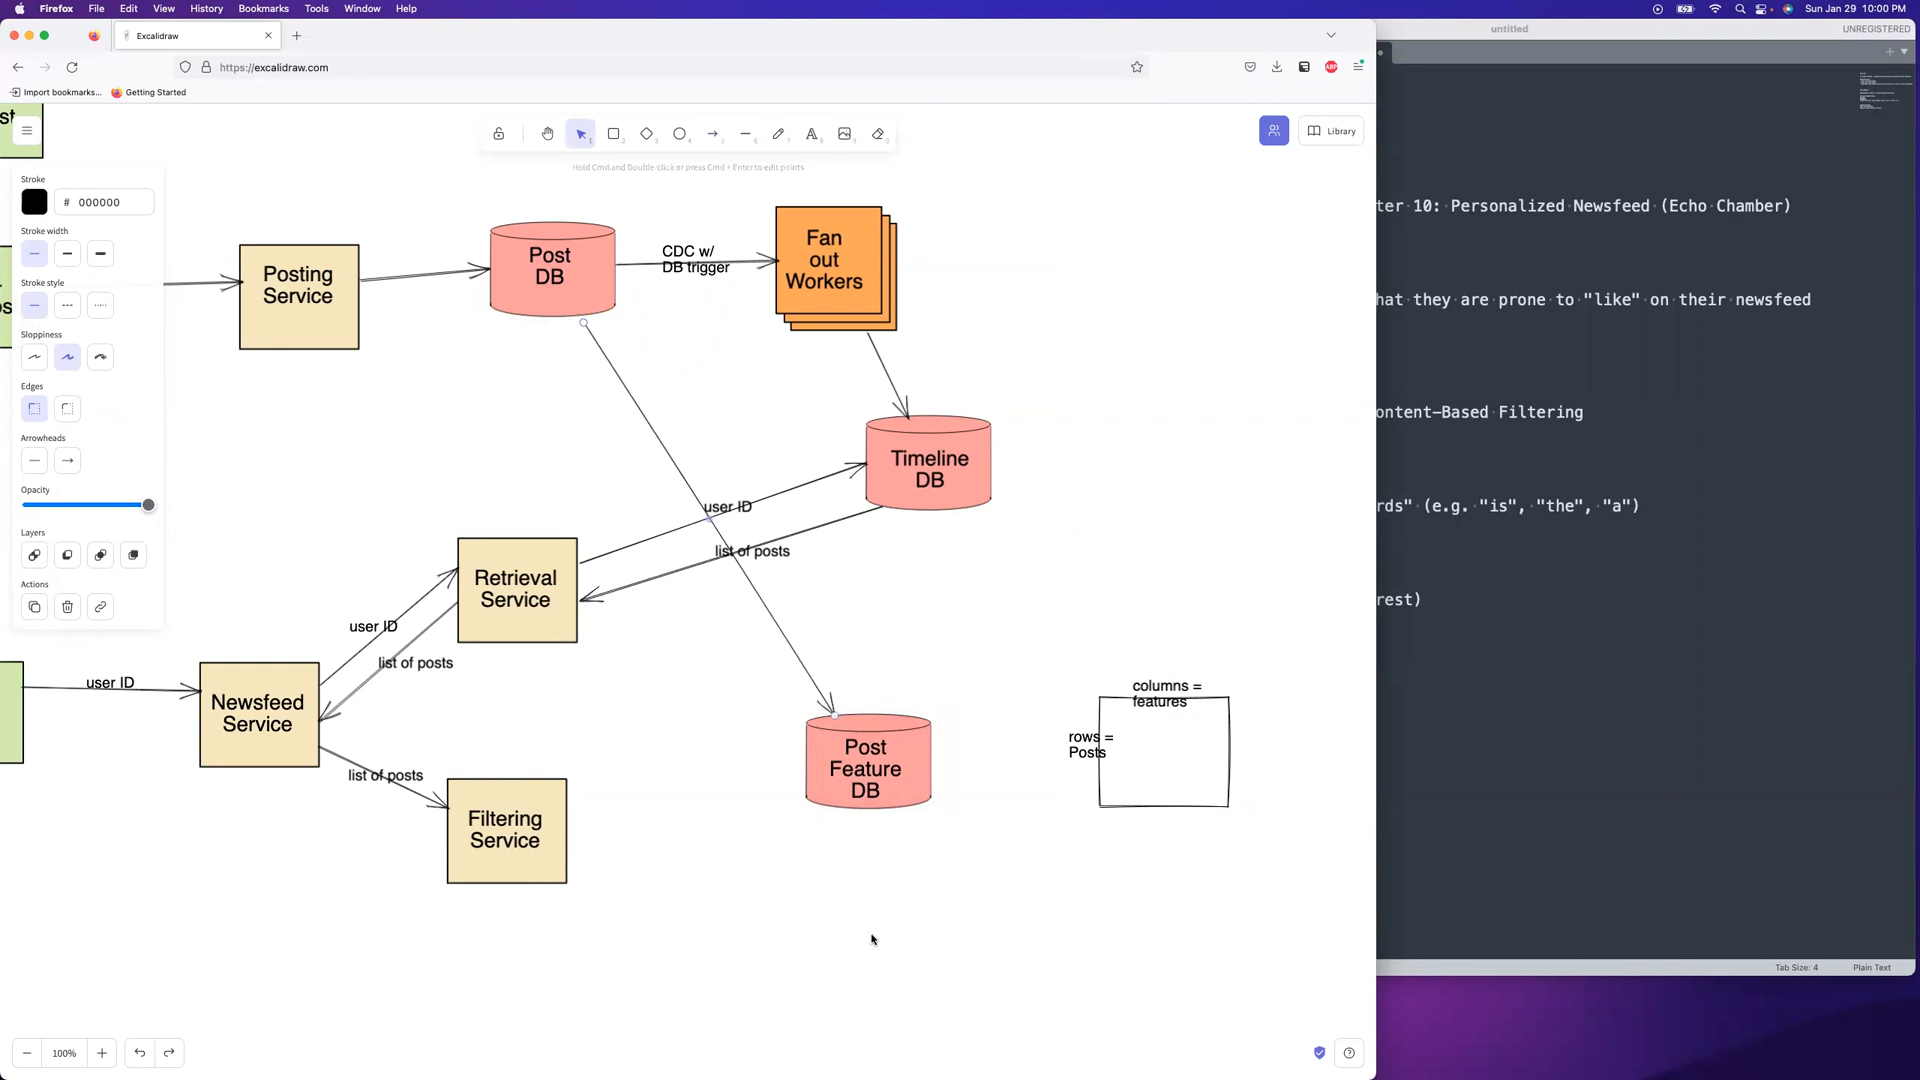 Firefox File Edit View History Bookmarks Tools Window Help
Sun Jan 29 10:00 PM
Excalidraw
untitled
UNREGISTERED
https://excalidraw.com
ABP
Import bookmarks...
Getting Started
st
Library
Hold Cmd and Double-click or press Cmd + Enter to edit points
Stroke
# 000000
Stroke width
Stroke style
Sloppiness
Edges
Arrowheads
Opacity
Layers
Actions
Posting
Service
Post
DB
CDC w/
DB trigger
Fan
out
Workers
Timeline
DB
user ID
list of posts
Retrieval
Service
user ID
list of posts
user ID
Newsfeed
Service
list of posts
Filtering
Service
Post
Feature
DB
columns =
features
rows =
Posts
100%
ter 10: Personalized Newsfeed (Echo Chamber)
hat they are prone to "like" on their newsfeed
ontent-Based Filtering
rds" (e.g. "is", "the", "a")
rest)
Tab Size: 4
Plain Text